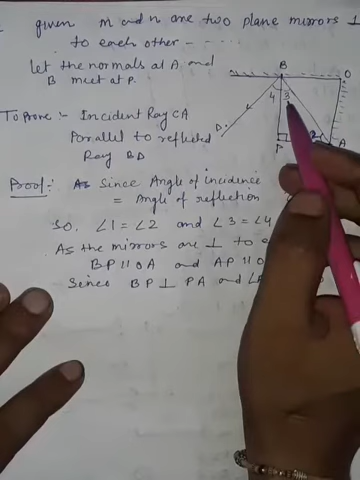 given m and n are two plane mirrors ⊥
to each other - - - - -
let the normals at A and
B meet at P.
B
O
4 3
D
P
2
A
To Prove :- Incident Ray CA
Parallel to reflected
Ray BD
Proof: Since Angle of incidence
= Angle of reflection
So. ∠1 = ∠2 and ∠3 = ∠4
As the mirrors are ⊥ to
BP || OA and AP || O
Since BP ⊥ PA and